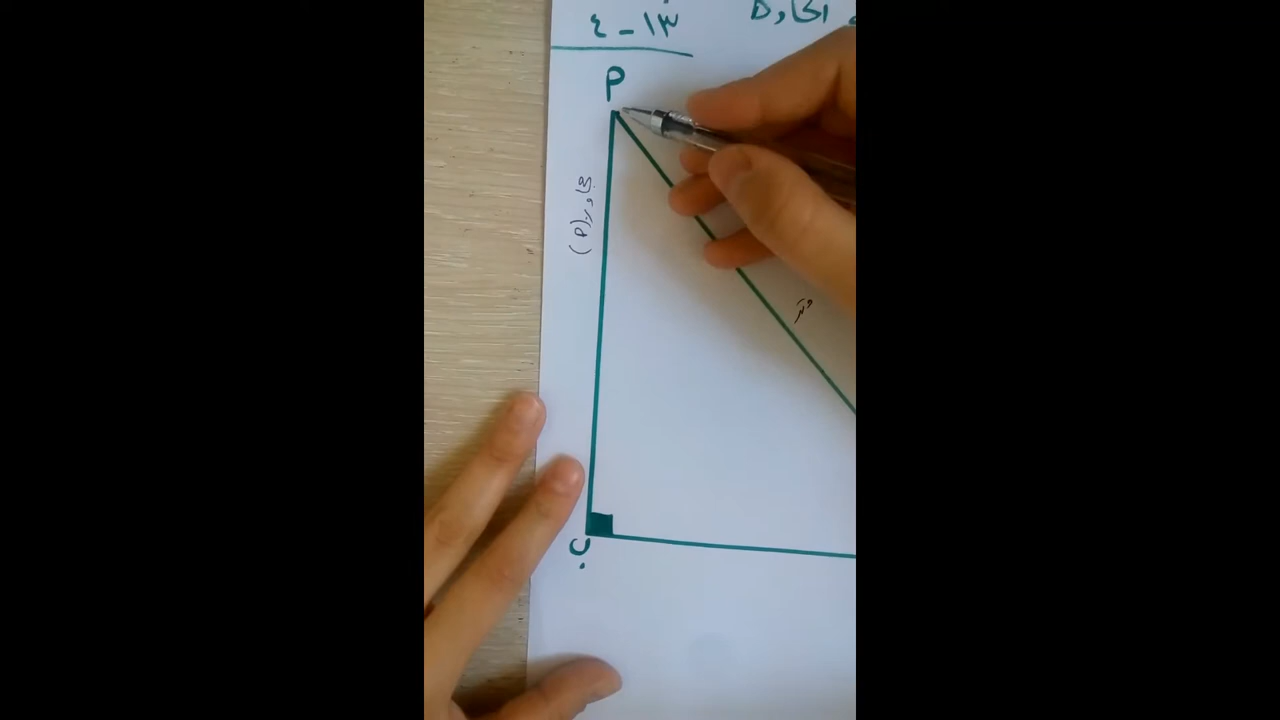 ٤ - ١٣
م
مجاور (م)
وتر
ب